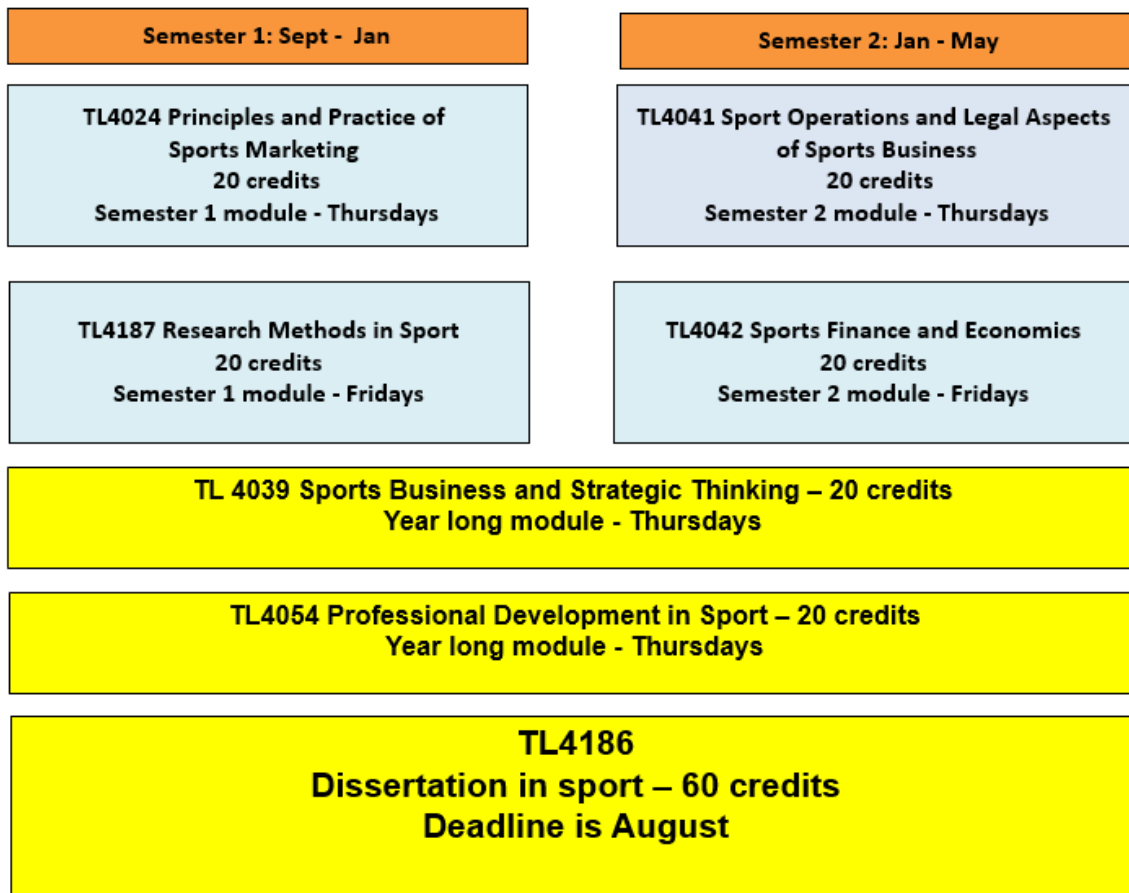 Semester 1: Sept - Jan
Semester 2: Jan - May
TL4024 Principles and Practice of
Sports Marketing
20 credits
Semester 1 module - Thursdays
TL4041 Sport Operations and Legal Aspects
of Sports Business
20 credits
Semester 2 module - Thursdays
TL4187 Research Methods in Sport
20 credits
Semester 1 module - Fridays
TL4042 Sports Finance and Economics
20 credits
Semester 2 module - Fridays
TL 4039 Sports Business and Strategic Thinking – 20 credits
Year long module - Thursdays
TL4054 Professional Development in Sport – 20 credits
Year long module - Thursdays
TL4186
Dissertation in sport – 60 credits
Deadline is August